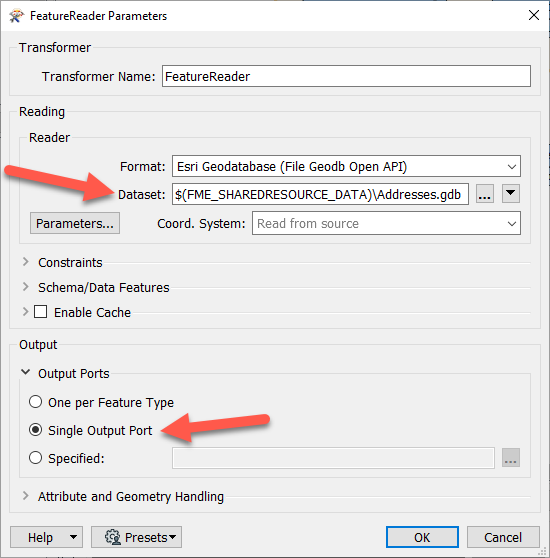 FeatureReader Parameters
Transformer
Transformer Name: FeatureReader
Reading
Reader
Format: Esri Geodatabase (File Geodb Open API)
Dataset: $(FME_SHAREDRESOURCE_DATA)\Addresses.gdb ...
Parameters... Coord. System: Read from source
Constraints
Schema/Data Features
Enable Cache
Output
Output Ports
One per Feature Type
Single Output Port
Specified: ...
Attribute and Geometry Handling
Help Presets OK Cancel